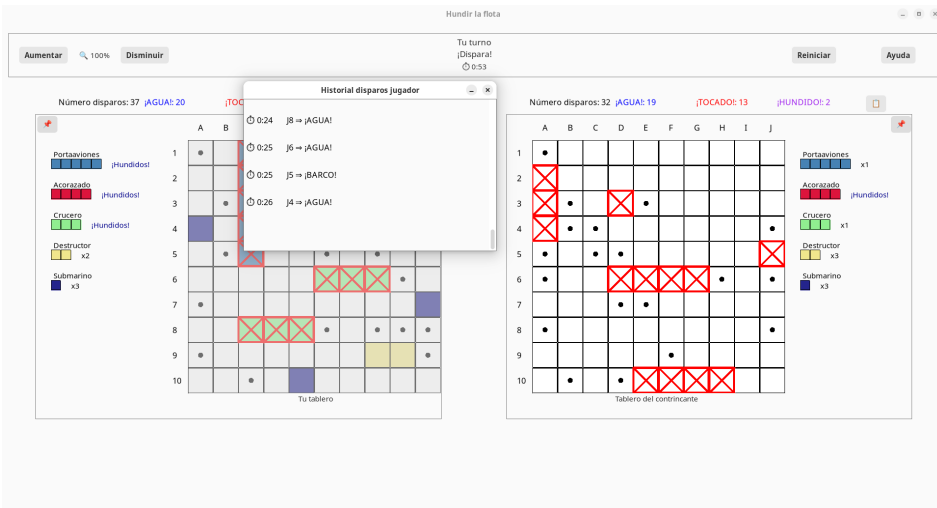 Hundir la flota
Aumentar 🔍 100% Disminuir
Tu turno
¡Dispara!
⏱ 0:53
Reiniciar Ayuda
Número disparos: 37 ¡AGUA!: 20 ¡TOC
Historial disparos jugador
⏱ 0:24 J8 ⇒ ¡AGUA!
⏱ 0:25 J6 ⇒ ¡AGUA!
⏱ 0:25 J5 ⇒ ¡BARCO!
⏱ 0:26 J4 ⇒ ¡AGUA!
A B
Portaaviones
¡Hundidos!
Acorazado
¡Hundidos!
Crucero
¡Hundidos!
Destructor
x2
Submarino
x3
1
2
3
4
5
6
7
8
9
10
Tu tablero
Número disparos: 32 ¡AGUA!: 19 ¡TOCADO!: 13 ¡HUNDIDO!: 2
A B C D E F G H I J
1
2
3
4
5
6
7
8
9
10
Tablero del contrincante
Portaaviones
x1
Acorazado
¡Hundidos!
Crucero
x1
Destructor
x3
Submarino
x3